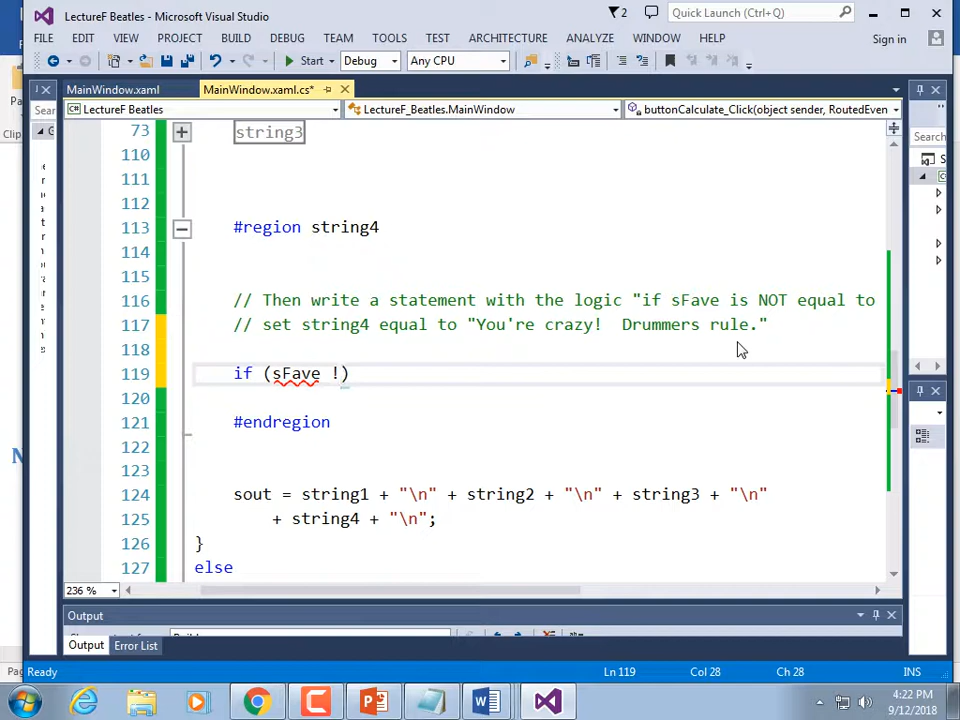 LectureF Beatles - Microsoft Visual Studio
2
Quick Launch (Ctrl+Q)
FILE EDIT VIEW PROJECT BUILD DEBUG TEAM TOOLS TEST ARCHITECTURE ANALYZE WINDOW HELP Sign in
Start Debug Any CPU
MainWindow.xaml MainWindow.xaml.cs*
LectureF Beatles LectureF_Beatles.MainWindow buttonCalculate_Click(object sender, RoutedEven
Search
73 string3
110
111
112
113 #region string4
114
115
116 // Then write a statement with the logic "if sFave is NOT equal to
117 // set string4 equal to "You're crazy!  Drummers rule."
118
119 if (sFave !)
120
121 #endregion
122
123
124 sout = string1 + "\n" + string2 + "\n" + string3 + "\n"
125 + string4 + "\n";
126 }
127 else
236 %
Output
Output Error List
Ready Ln 119 Col 28 Ch 28 INS
4:22 PM
9/12/2018